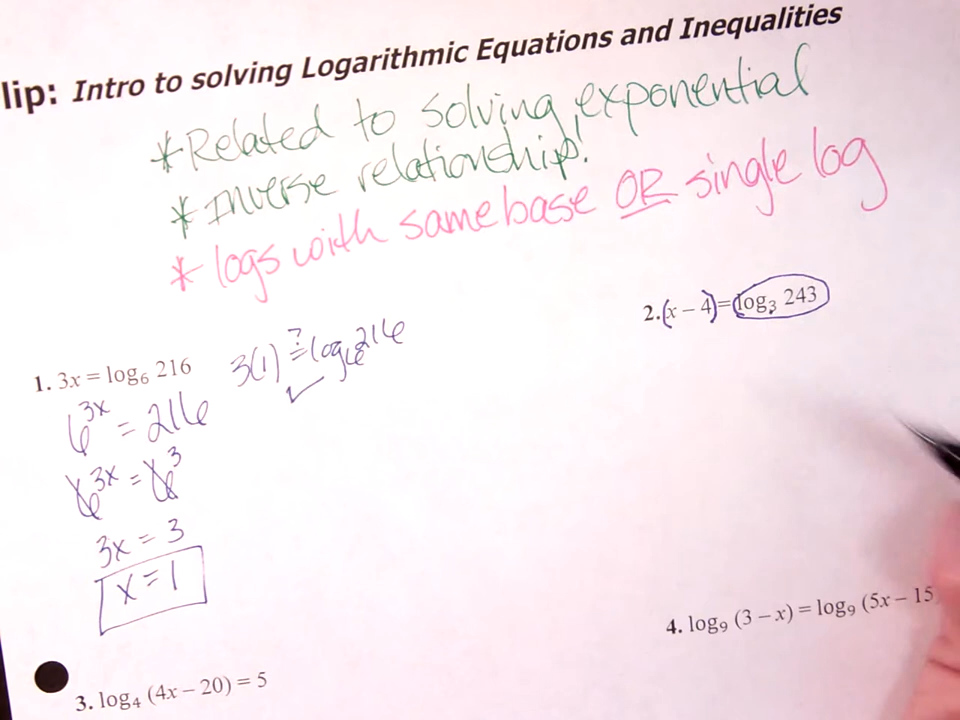 lip: Intro to solving Logarithmic Equations and Inequalities
*Related to solving exponential
*Inverse relationship!
*logs with same base OR single log
2. (x − 4) = log₃ 243
1. 3x = log₆ 216
3(1) ≟ log₆ 216
✓
6^3x = 216
6^3x = 6^3
3x = 3
x = 1
4. log₉ (3 − x) = log₉ (5x − 15
3. log₄ (4x − 20) = 5